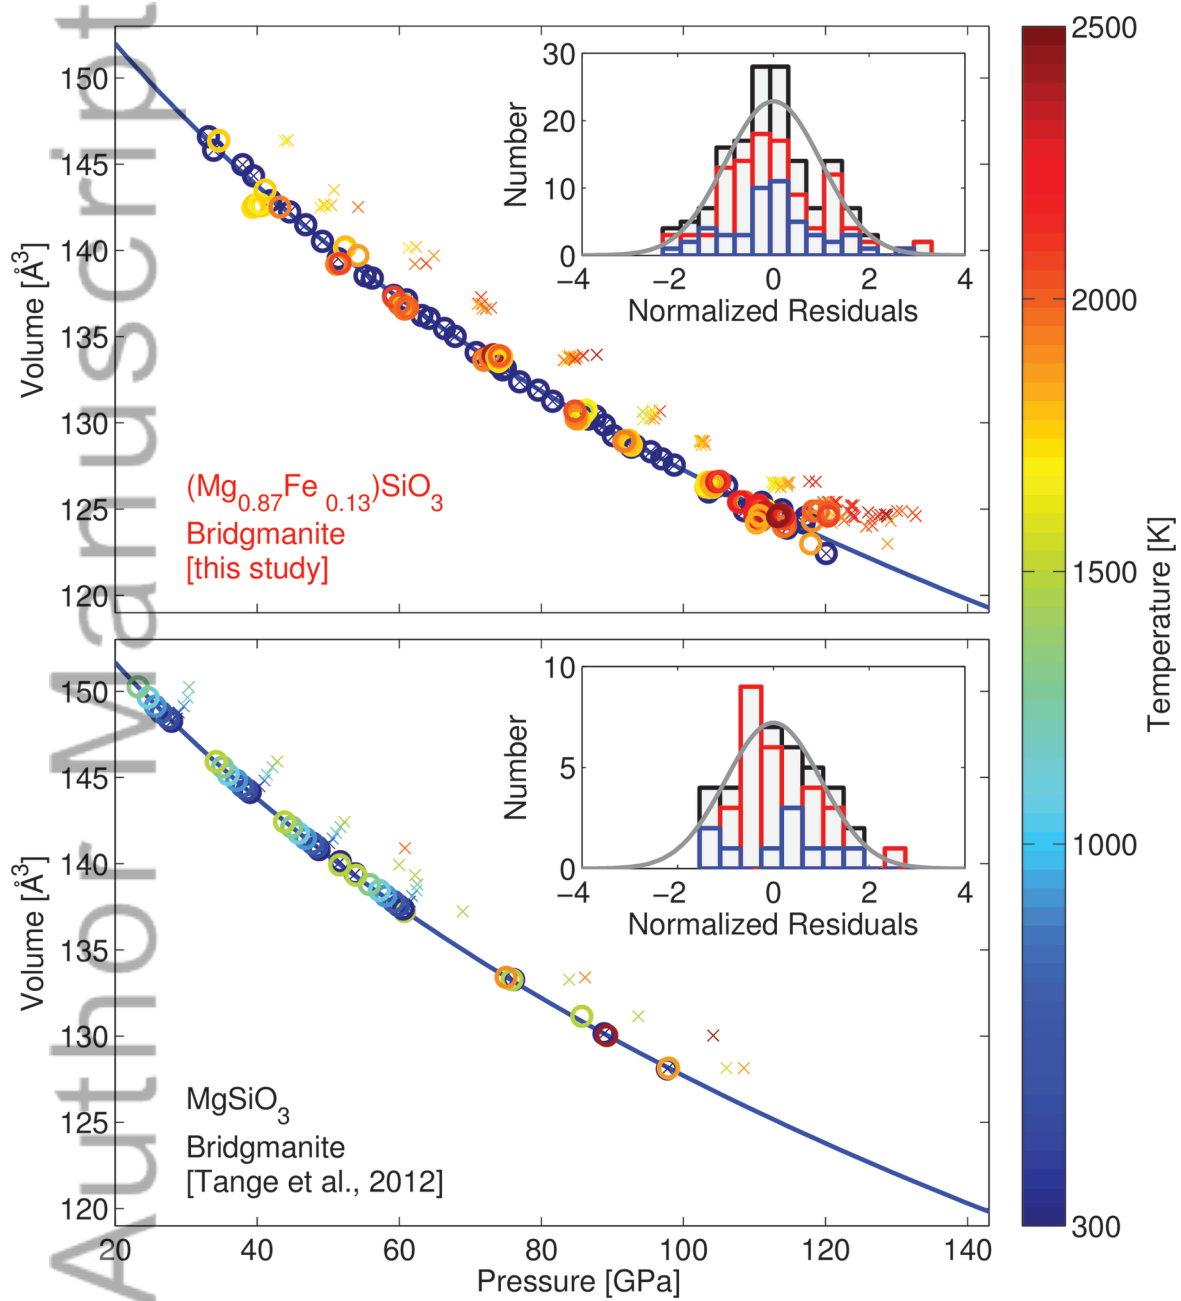 Author Manuscript
150
145
140
135
130
125
120
Volume [Å³]
30
20
10
0
Number
−4 −2 0 2 4
Normalized Residuals
(Mg₀.₈₇Fe ₀.₁₃)SiO₃
Bridgmanite
[this study]
150
145
140
135
130
125
120
Volume [Å³]
10
5
0
Number
−4 −2 0 2 4
Normalized Residuals
MgSiO₃
Bridgmanite
[Tange et al., 2012]
20 40 60 80 100 120 140
Pressure [GPa]
2500
2000
1500
1000
300
Temperature [K]